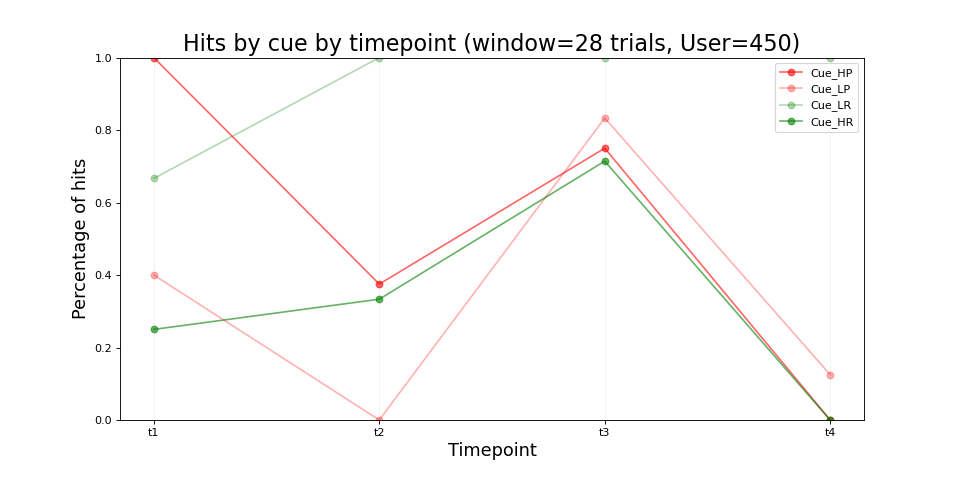 Hits by cue by timepoint (window=28 trials, User=450)
Percentage of hits
1.0
0.8
0.6
0.4
0.2
0.0
Cue_HP
Cue_LP
Cue_LR
Cue_HR
t1
t2
t3
t4
Timepoint